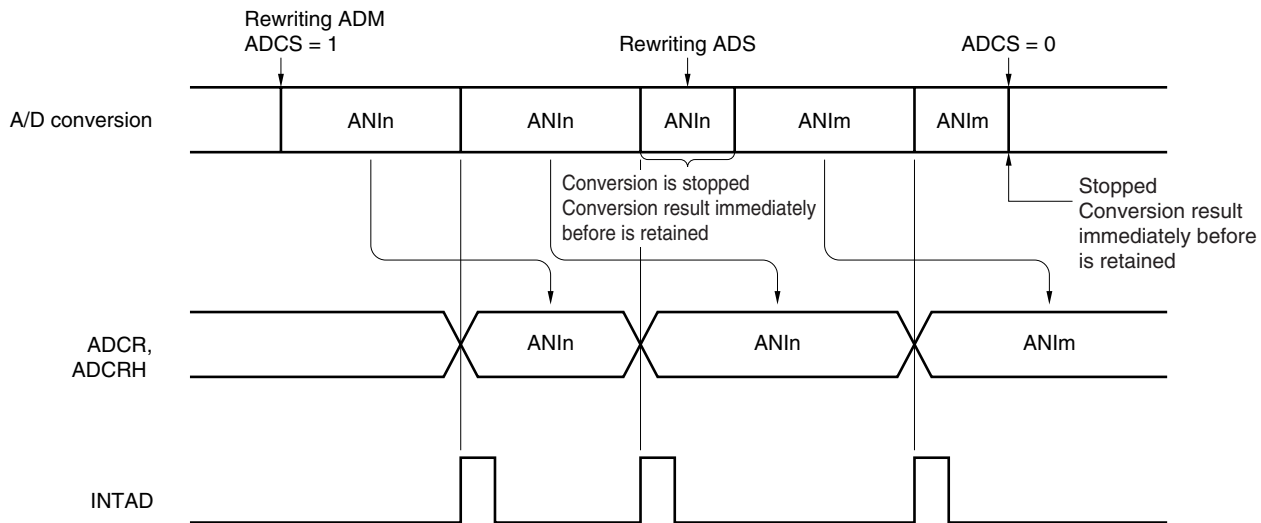 Rewriting ADM
ADCS = 1
Rewriting ADS
ADCS = 0
A/D conversion
ANIn
ANIn
ANIn
ANIm
ANIm
Conversion is stopped
Conversion result immediately
before is retained
Stopped
Conversion result
immediately before
is retained
ADCR,
ADCRH
ANIn
ANIn
ANIm
INTAD